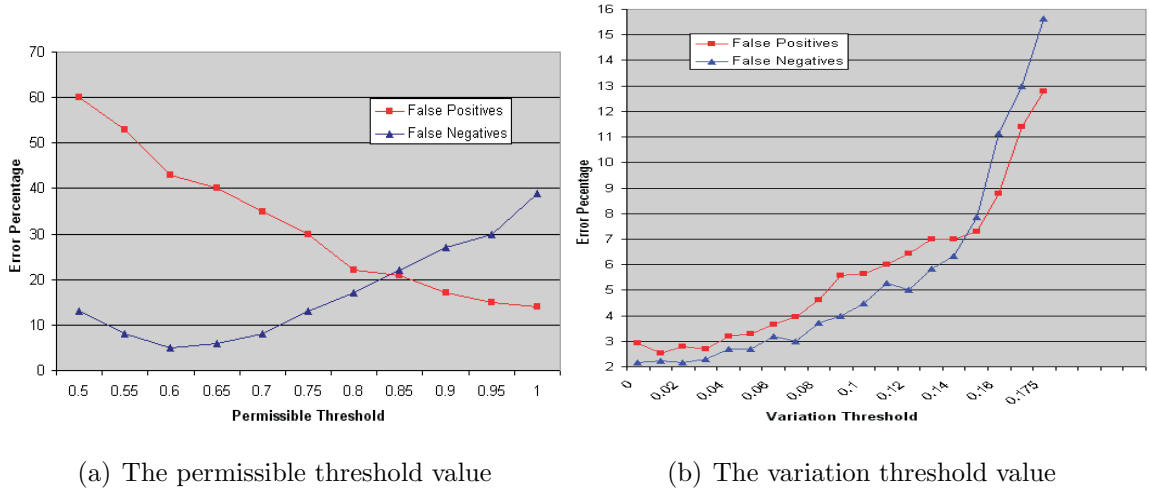 70
60
50
40
30
20
10
0
Error Percentage
False Positives
False Negatives
0.5 0.55 0.6 0.65 0.7 0.75 0.8 0.85 0.9 0.95 1
Permissible Threshold
(a) The permissible threshold value
16
15
14
13
12
11
10
9
8
7
6
5
4
3
2
Error Pecentage
False Positives
False Negatives
0 0.02 0.04 0.06 0.08 0.1 0.12 0.14 0.16 0.175
Variation Threshold
(b) The variation threshold value